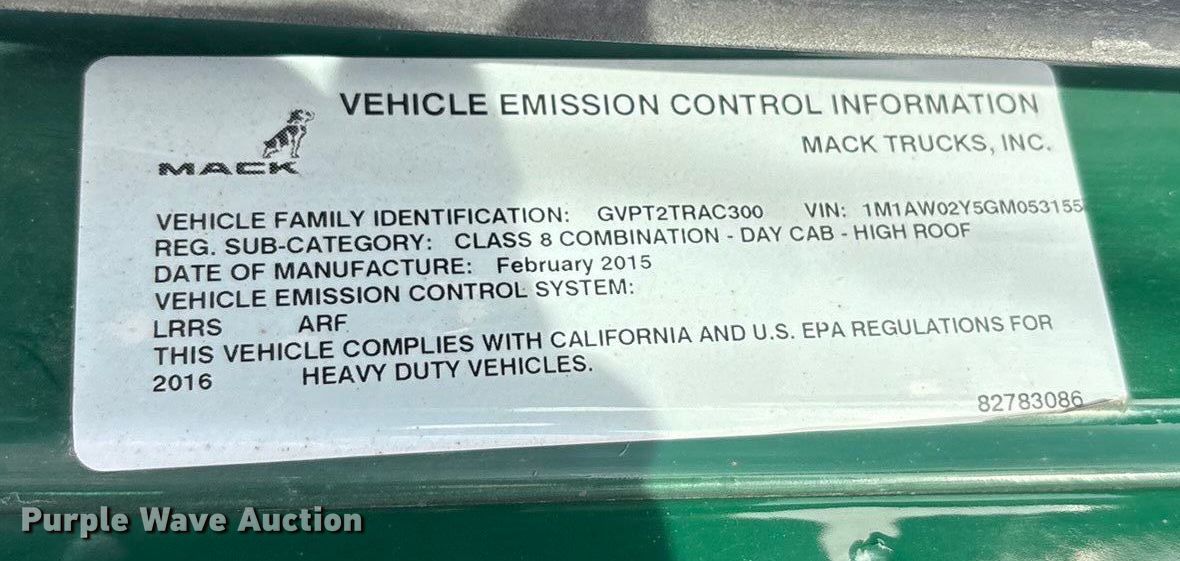 VEHICLE EMISSION CONTROL INFORMATION
MACK TRUCKS, INC.
MACK
VEHICLE FAMILY IDENTIFICATION: GVPT2TRAC300 VIN: 1M1AW02Y5GM053155
REG. SUB-CATEGORY: CLASS 8 COMBINATION - DAY CAB - HIGH ROOF
DATE OF MANUFACTURE: February 2015
VEHICLE EMISSION CONTROL SYSTEM:
LRRS ARF
THIS VEHICLE COMPLIES WITH CALIFORNIA AND U.S. EPA REGULATIONS FOR
2016 HEAVY DUTY VEHICLES.
82783086
Purple Wave Auction